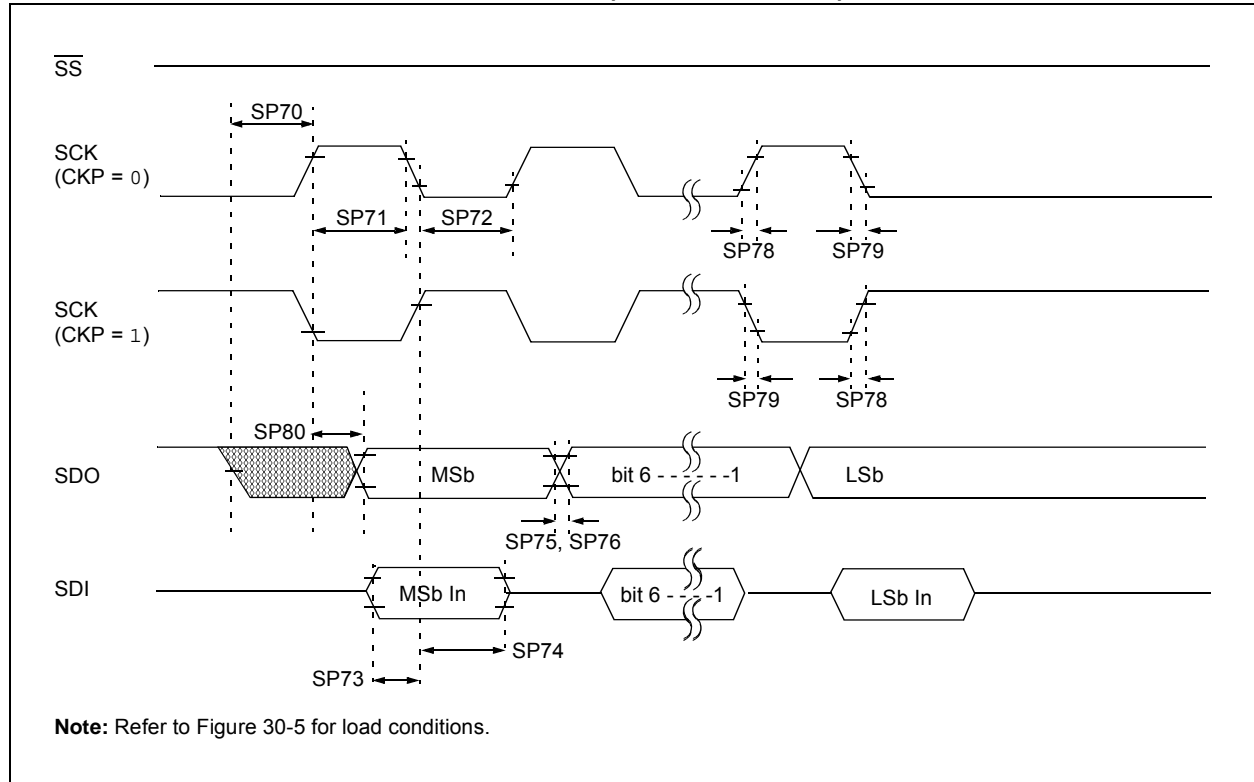 SS
SP70
SCK
(CKP = 0)
SP71
SP72
SP78
SP79
SCK
(CKP = 1)
SP79
SP78
SP80
SDO
MSb
bit 6 - - - - - -1
LSb
SP75, SP76
SDI
MSb In
bit 6 - - - - -1
LSb In
SP74
SP73
Note: Refer to Figure 30-5 for load conditions.